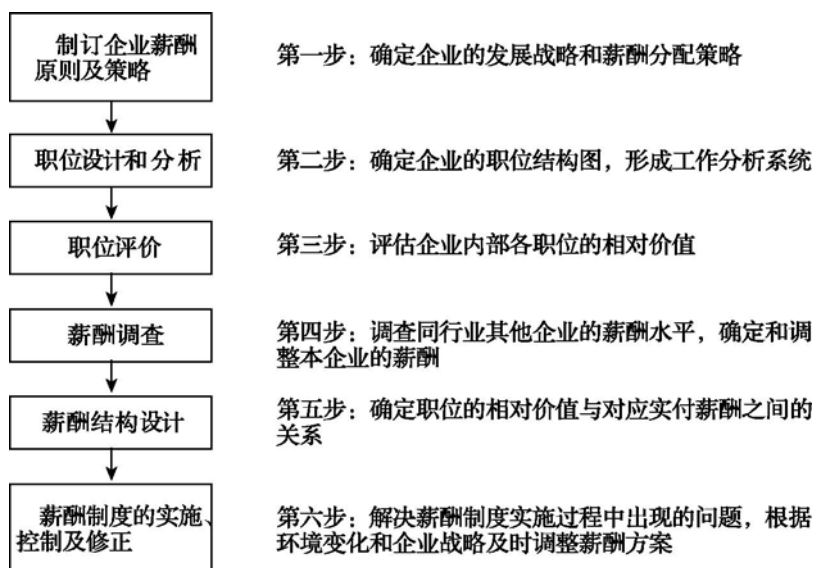 制订企业薪酬
原则及策略
第一步：确定企业的发展战略和薪酬分配策略
职位设计和分析
第二步：确定企业的职位结构图，形成工作分析系统
职位评价
第三步：评估企业内部各职位的相对价值
薪酬调查
第四步：调查同行业其他企业的薪酬水平，确定和调
整本企业的薪酬
薪酬结构设计
第五步：确定职位的相对价值与对应实付薪酬之间的
关系
薪酬制度的实施、
控制及修正
第六步：解决薪酬制度实施过程中出现的问题，根据
环境变化和企业战略及时调整薪酬方案